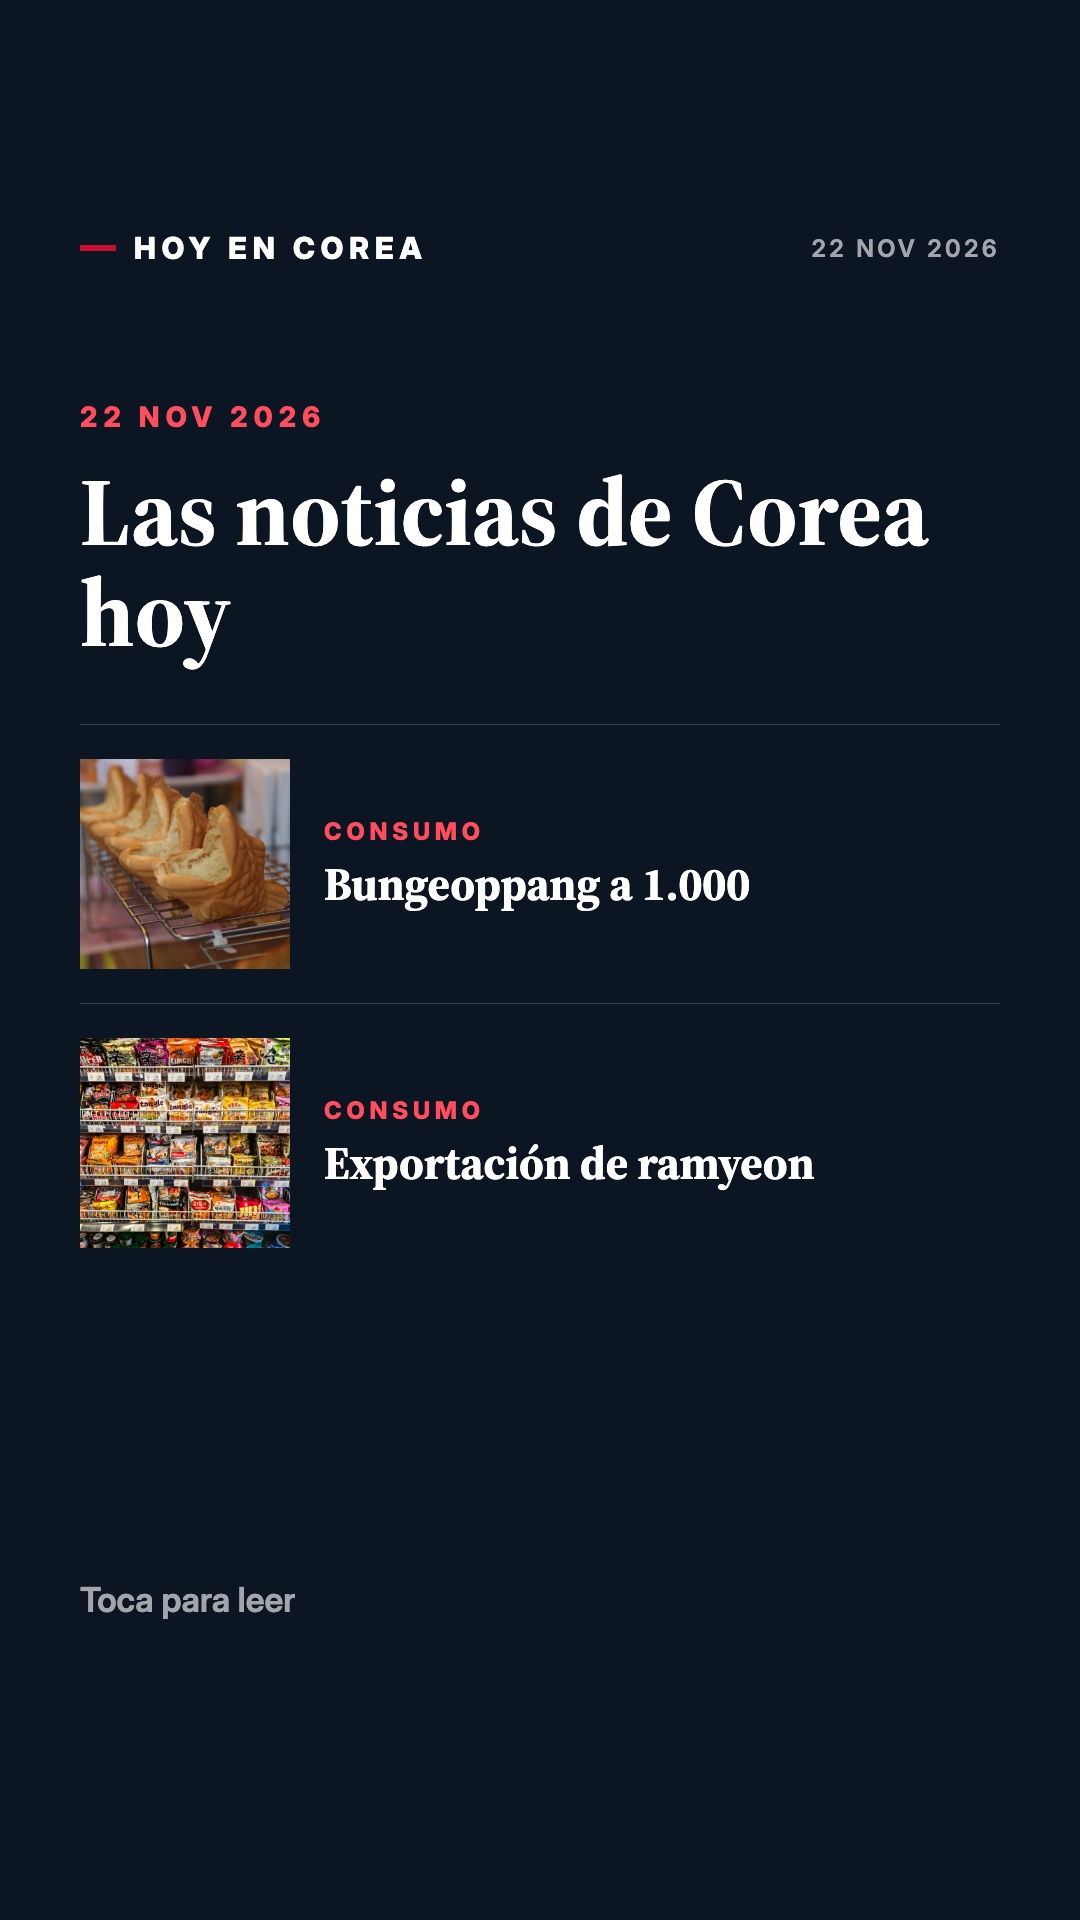 HOY EN COREA
22 NOV 2026
22 NOV 2026
Las noticias de Corea
hoy
CONSUMO
Bungeoppang a 1.000
CONSUMO
Exportación de ramyeon
Toca para leer